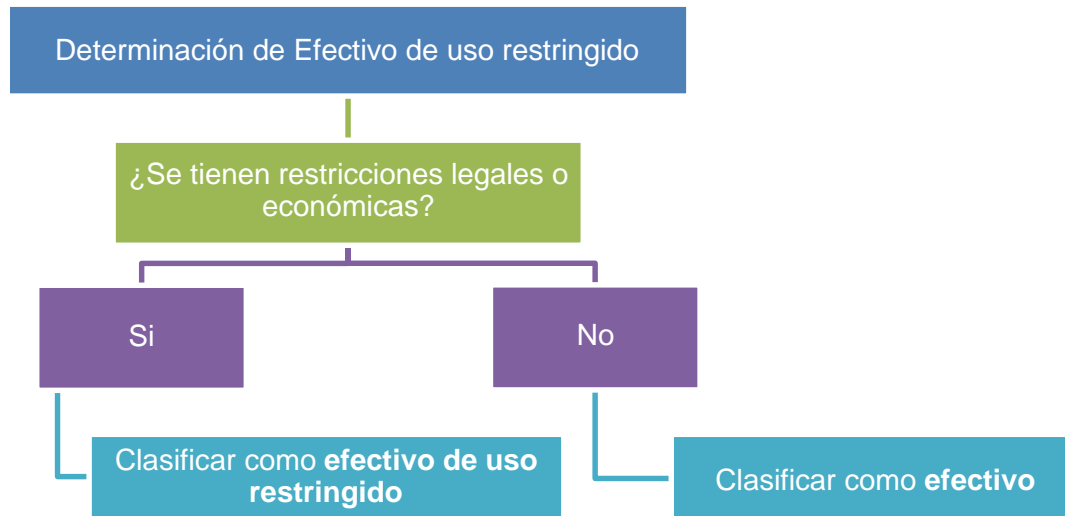 Determinación de Efectivo de uso restringido
¿Se tienen restricciones legales o
económicas?
Si
No
Clasificar como efectivo de uso
restringido
Clasificar como efectivo